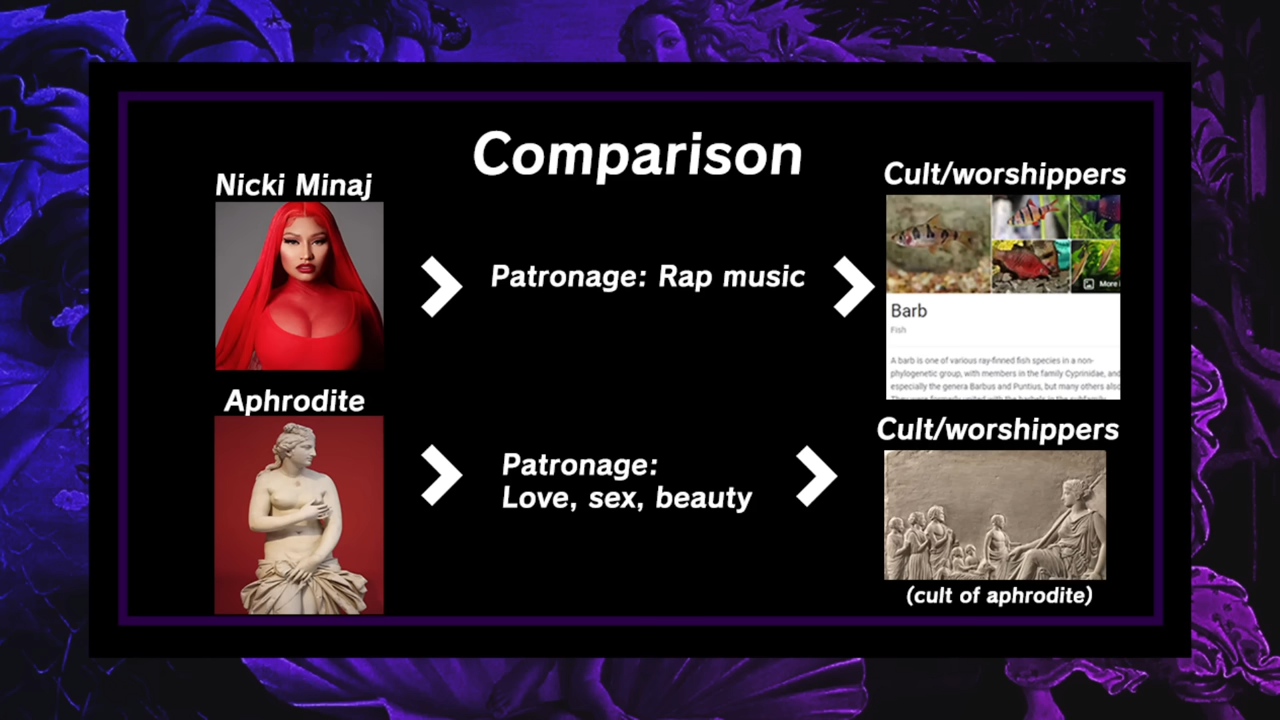 Comparison
Nicki Minaj
Patronage: Rap music
Cult/worshippers
More
Barb
Fish
A barb is one of various ray-finned fish species in a non-
phylogenetic group, with members in the family Cyprinidae, and
especially the genera Barbus and Puntius, but many others also
Aphrodite
Patronage:
Love, sex, beauty
Cult/worshippers
(cult of aphrodite)